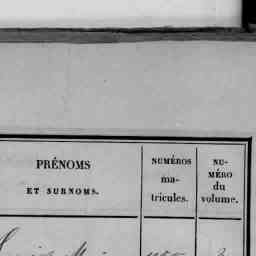 PRÉNOMS
ET SURNOMS.
NUMÉROS
ma-
tricules.
NU-
MÉRO
du
volume.